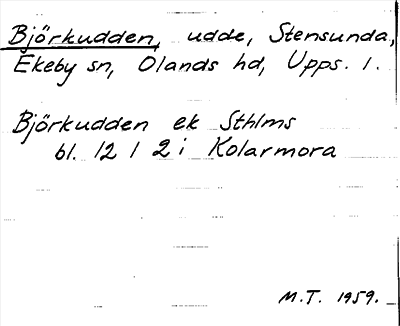 Björkudden, udde, Stensunda,
Ekeby sn, Olands hd, Upps. l.
Björkudden ek Sthlms
bl. 12 I 2 i Kolarmora
M.T. 1959.